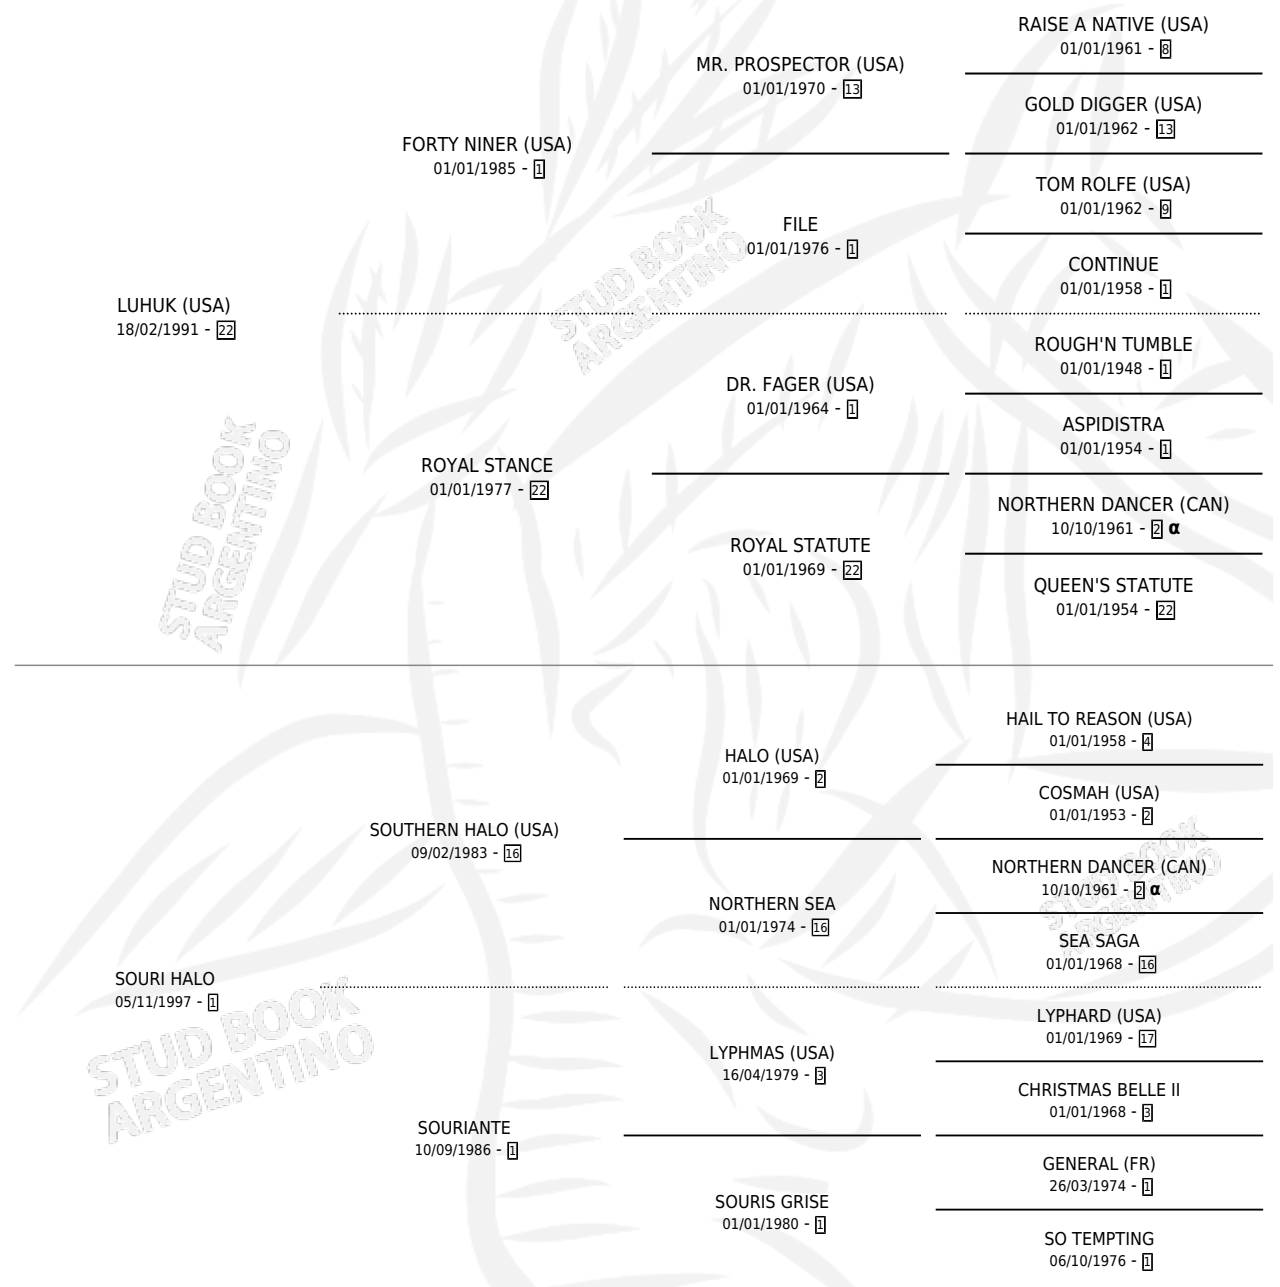 RAISE A NATIVE (USA)
01/01/1961 - 8
MR. PROSPECTOR (USA)
01/01/1970 - 13
GOLD DIGGER (USA)
01/01/1962 - 13
FORTY NINER (USA)
01/01/1985 - 1
TOM ROLFE (USA)
01/01/1962 - 9
FILE
01/01/1976 - 1
CONTINUE
01/01/1958 - 1
LUHUK (USA)
18/02/1991 - 22
ROUGH'N TUMBLE
01/01/1948 - 1
DR. FAGER (USA)
01/01/1964 - 1
ASPIDISTRA
01/01/1954 - 1
ROYAL STANCE
01/01/1977 - 22
NORTHERN DANCER (CAN)
10/10/1961 - 2 α
ROYAL STATUTE
01/01/1969 - 22
QUEEN'S STATUTE
01/01/1954 - 22
HAIL TO REASON (USA)
01/01/1958 - 4
HALO (USA)
01/01/1969 - 2
COSMAH (USA)
01/01/1953 - 2
SOUTHERN HALO (USA)
09/02/1983 - 16
NORTHERN DANCER (CAN)
10/10/1961 - 2 α
NORTHERN SEA
01/01/1974 - 16
SEA SAGA
01/01/1968 - 16
SOURI HALO
05/11/1997 - 1
LYPHARD (USA)
01/01/1969 - 17
LYPHMAS (USA)
16/04/1979 - 3
CHRISTMAS BELLE II
01/01/1968 - 3
SOURIANTE
10/09/1986 - 1
GENERAL (FR)
26/03/1974 - 1
SOURIS GRISE
01/01/1980 - 1
SO TEMPTING
06/10/1976 - 1
STUD BOOK
ARGENTINO
STUD BOOK
ARGENTINO
STUD BOOK
ARGENTINO
STUD BOOK
ARGENTINO